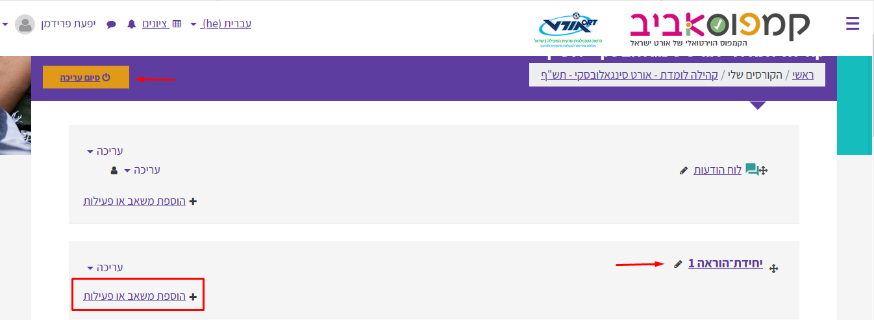 קמפוסאביב
הקמפוס הוירטואלי של אורט ישראל
אורט ORT
עברית ‎(he)‎
ציונים
יפעת פרידמן
ראשי / הקורסים שלי / קהילה לומדת - אורט סינגאלובסקי - תש"ף
סיום עריכה
עריכה
לוח הודעות
עריכה
הוספת משאב או פעילות
יחידת־הוראה 1
עריכה
הוספת משאב או פעילות